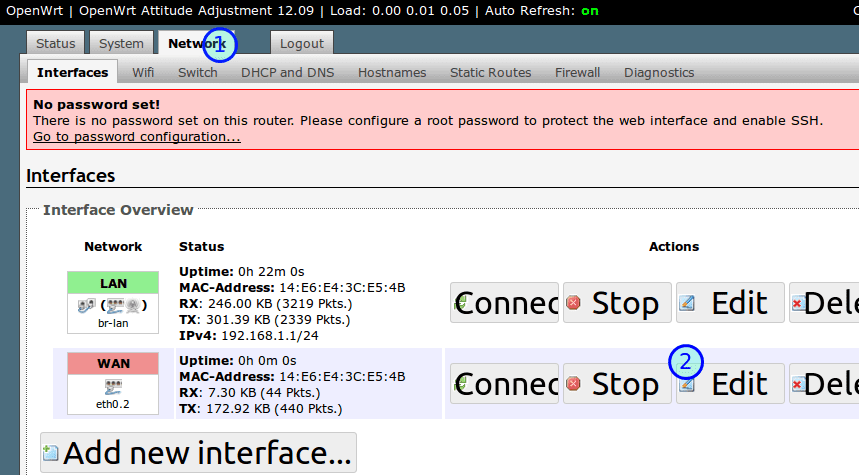 OpenWrt | OpenWrt Attitude Adjustment 12.09 | Load: 0.00 0.01 0.05 | Auto Refresh: on
Status System Network Logout
1
Interfaces Wifi Switch DHCP and DNS Hostnames Static Routes Firewall Diagnostics
No password set!
There is no password set on this router. Please configure a root password to protect the web interface and enable SSH.
Go to password configuration...
Interfaces
Interface Overview
Network Status Actions
LAN
br-lan
Uptime: 0h 22m 0s
MAC-Address: 14:E6:E4:3C:E5:4B
RX: 246.00 KB (3219 Pkts.)
TX: 301.39 KB (2339 Pkts.)
IPv4: 192.168.1.1/24
Connec Stop Edit Dele
WAN
eth0.2
Uptime: 0h 0m 0s
MAC-Address: 14:E6:E4:3C:E5:4B
RX: 7.30 KB (44 Pkts.)
TX: 172.92 KB (440 Pkts.)
2
Connec Stop Edit Dele
Add new interface...